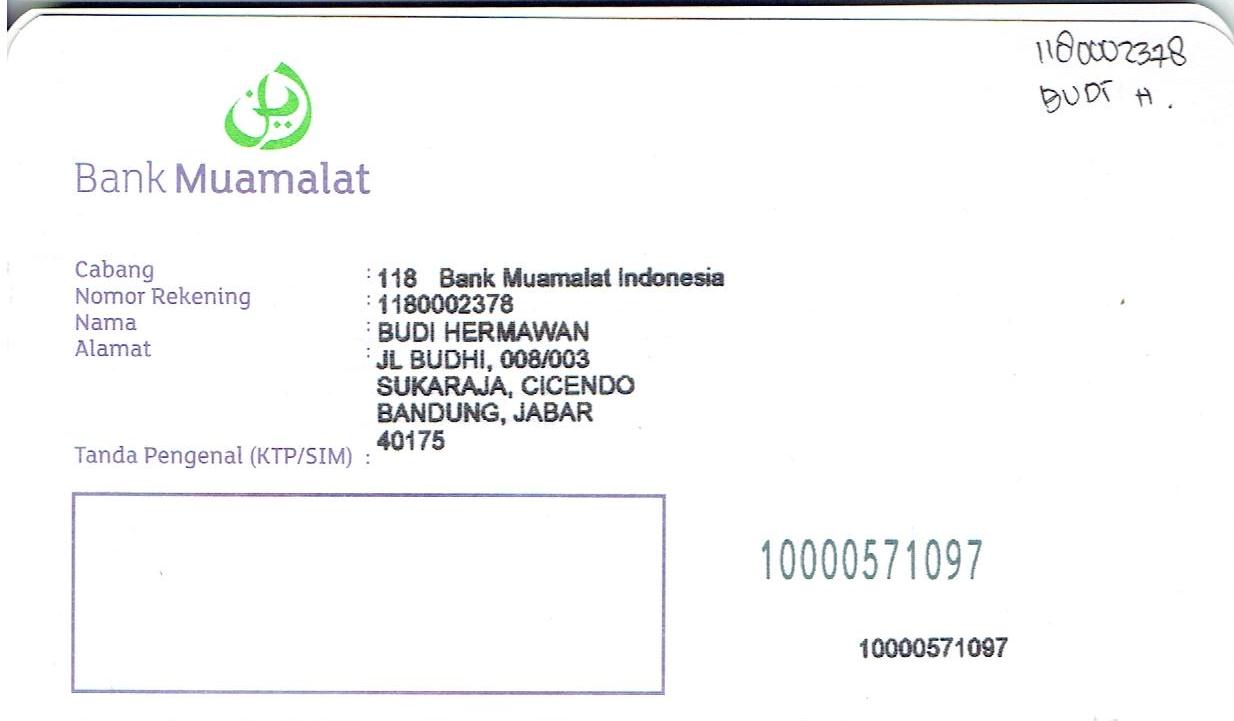 1180002378
BUDI H.
Bank Muamalat
Cabang : 118 Bank Muamalat Indonesia
Nomor Rekening : 1180002378
Nama : BUDI HERMAWAN
Alamat : JL BUDHI, 008/003
SUKARAJA, CICENDO
BANDUNG, JABAR
40175
Tanda Pengenal (KTP/SIM) :
10000571097
10000571097